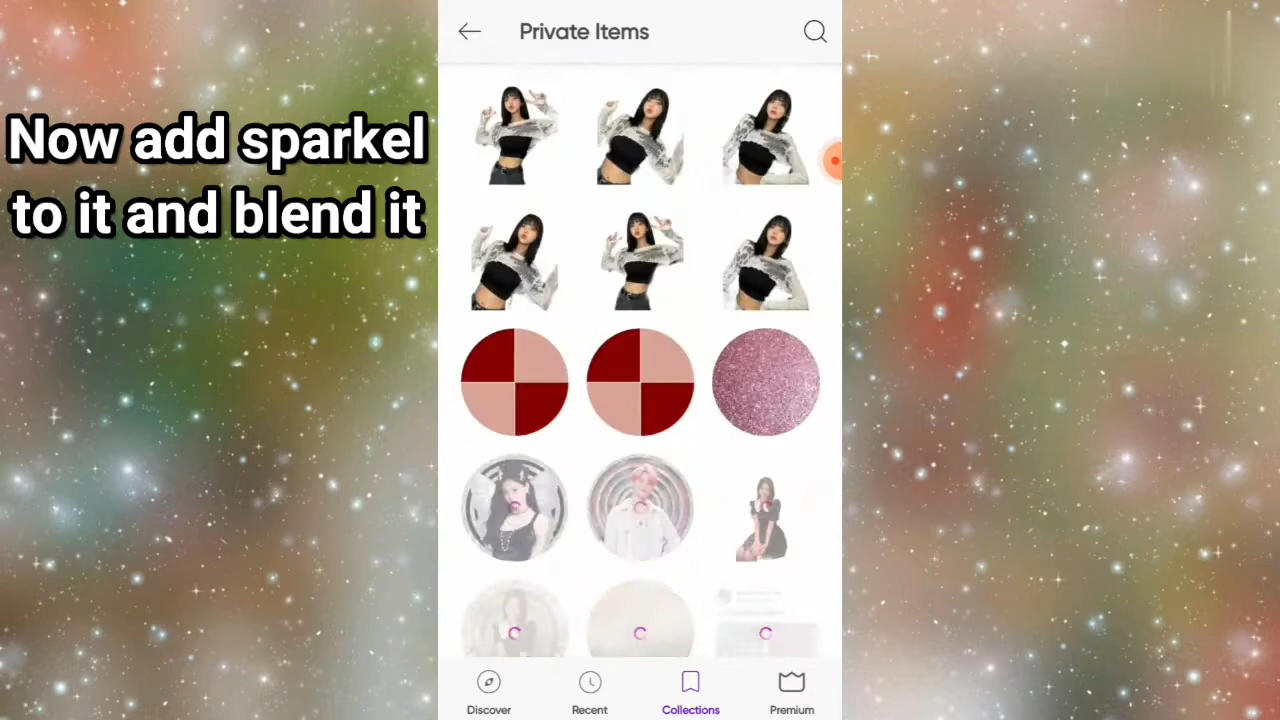 Private Items
Now add sparkel
to it and blend it
Discover
Recent
Collections
Premium